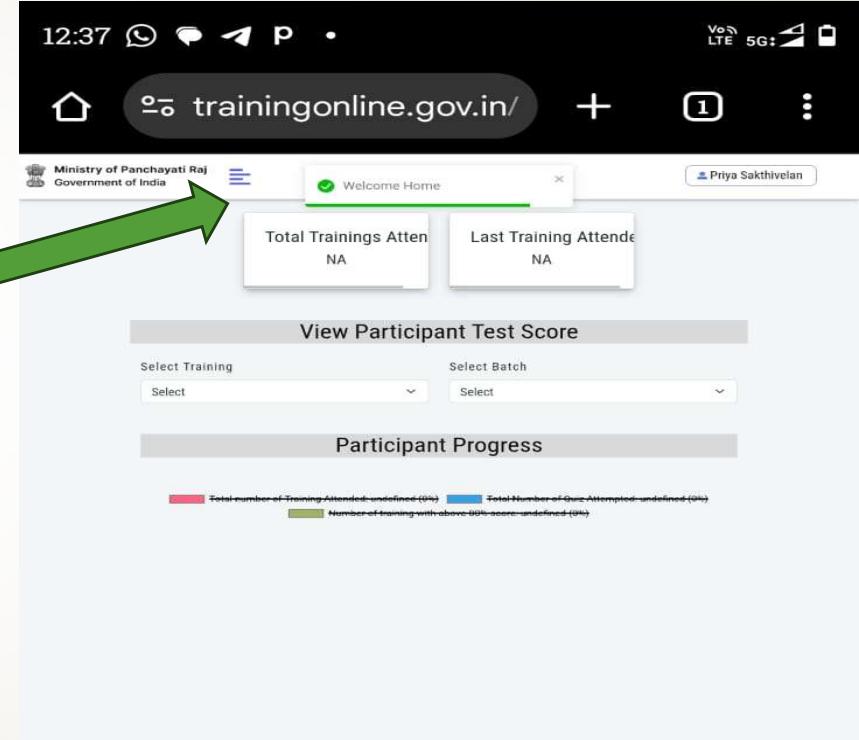 12:37 P
Vo)) LTE 5G
trainingonline.gov.in/ 1
Ministry of Panchayati Raj
Government of India
Welcome Home ×
Priya Sakthivelan
Total Trainings Atten
NA
Last Training Attende
NA
View Participant Test Score
Select Training
Select
Select Batch
Select
Participant Progress
Total number of Training Attended: undefined (0%) Total Number of Quiz Attempted: undefined (0%)
Number of training with above 80% score: undefined (0%)